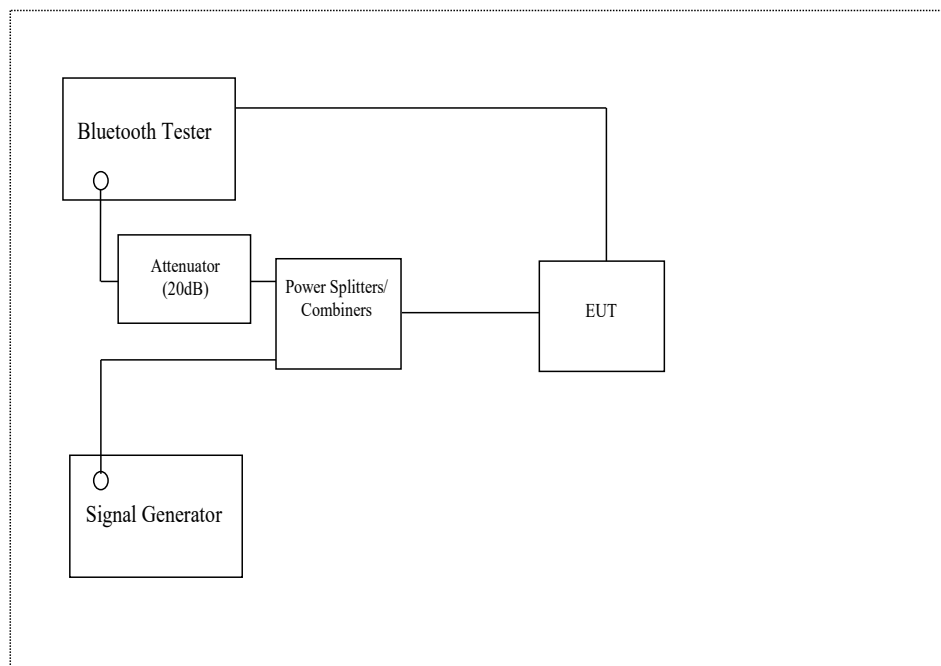 Bluetooth Tester
Attenuator
(20dB)
Power Splitters/
Combiners
EUT
Signal Generator